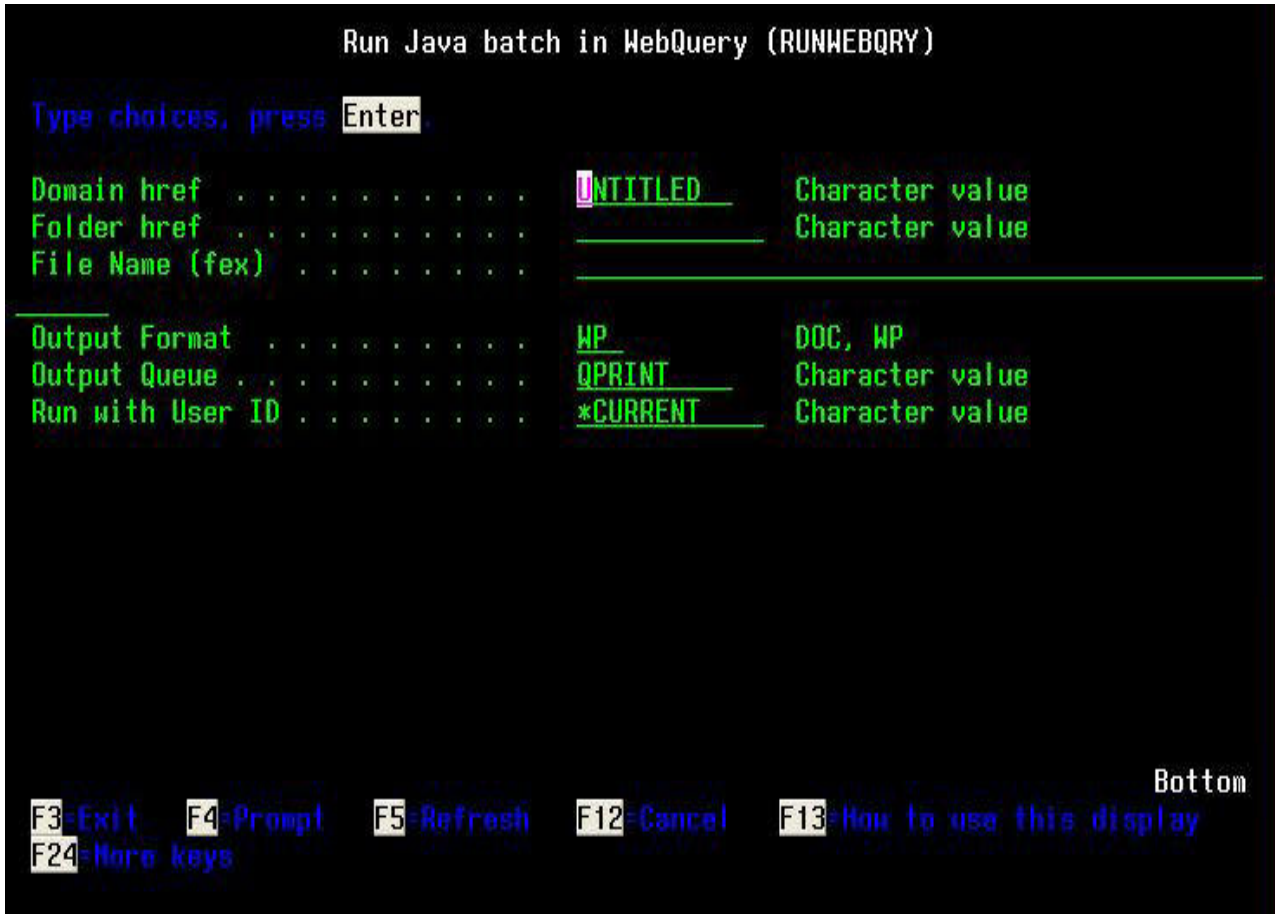 Run Java batch in WebQuery (RUNWEBQRY)
Type choices, press Enter.
Domain href . . . . . . . . . . UNTITLED Character value
Folder href . . . . . . . . . . Character value
File Name (fex) . . . . . . . .
Output Format . . . . . . . . . WP DOC, WP
Output Queue . . . . . . . . . . QPRINT Character value
Run with User ID . . . . . . . . *CURRENT Character value
Bottom
F3=Exit F4=Prompt F5=Refresh F12=Cancel F13=How to use this display
F24=More keys